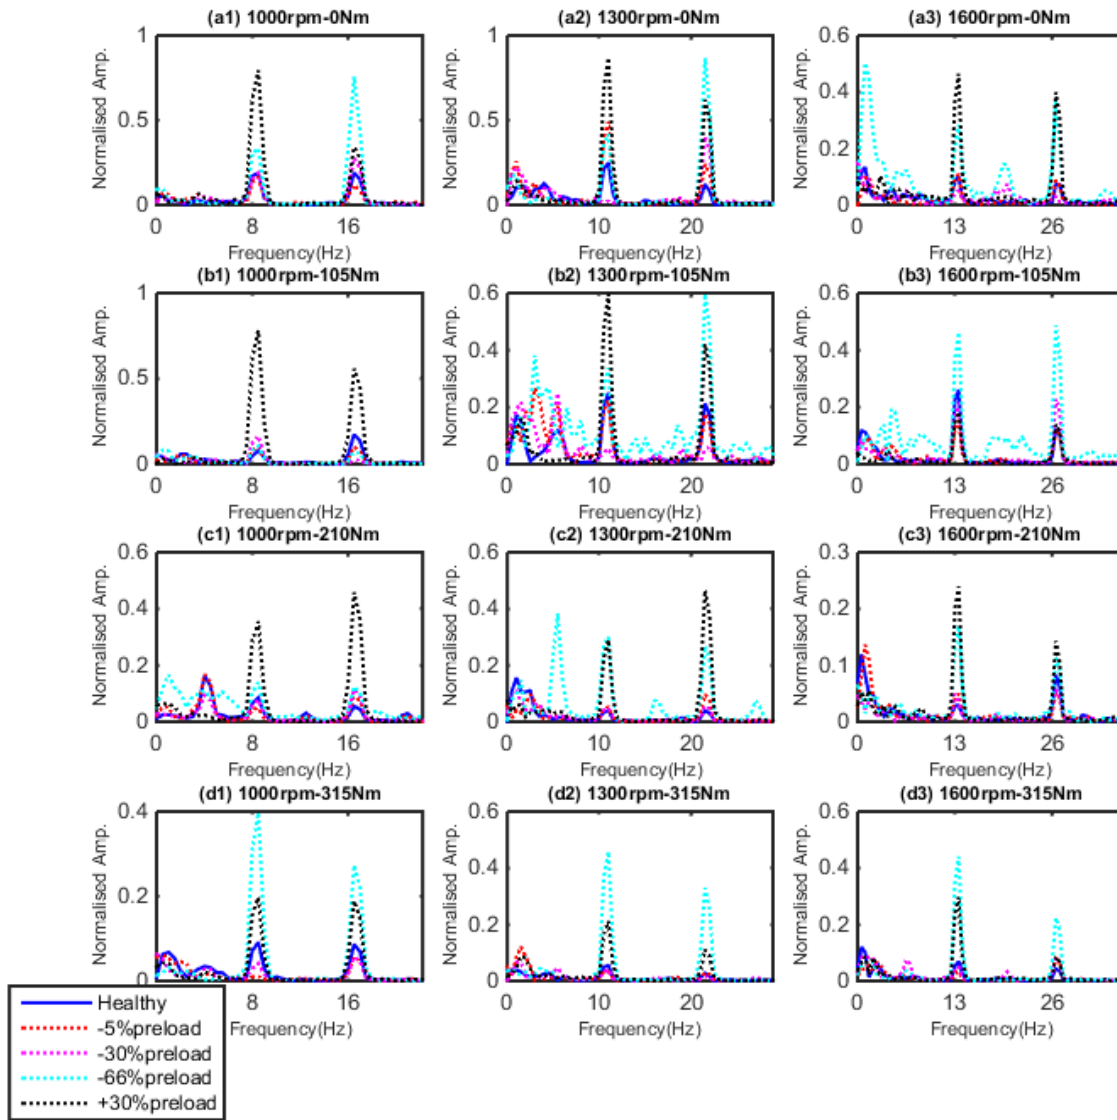 (a1) 1000rpm-0Nm
(a2) 1300rpm-0Nm
(a3) 1600rpm-0Nm
Normalised Amp.
1
0.5
0
0 8 16
Frequency(Hz)
Normalised Amp.
1
0.5
0
0 10 20
Frequency(Hz)
Normalised Amp.
0.6
0.4
0.2
0
0 13 26
Frequency(Hz)
(b1) 1000rpm-105Nm
(b2) 1300rpm-105Nm
(b3) 1600rpm-105Nm
Normalised Amp.
1
0.5
0
0 8 16
Frequency(Hz)
Normalised Amp.
0.6
0.4
0.2
0
0 10 20
Frequency(Hz)
Normalised Amp.
0.6
0.4
0.2
0
0 13 26
Frequency(Hz)
(c1) 1000rpm-210Nm
(c2) 1300rpm-210Nm
(c3) 1600rpm-210Nm
Normalised Amp.
0.6
0.4
0.2
0
0 8 16
Frequency(Hz)
Normalised Amp.
0.6
0.4
0.2
0
0 10 20
Frequency(Hz)
Normalised Amp.
0.3
0.2
0.1
0
0 13 26
Frequency(Hz)
(d1) 1000rpm-315Nm
(d2) 1300rpm-315Nm
(d3) 1600rpm-315Nm
Normalised Amp.
0.4
0.2
0
8 16
Frequency(Hz)
Normalised Amp.
0.6
0.4
0.2
0
0 10 20
Frequency(Hz)
Normalised Amp.
0.6
0.4
0.2
0
0 13 26
Frequency(Hz)
Healthy
-5%preload
-30%preload
-66%preload
+30%preload